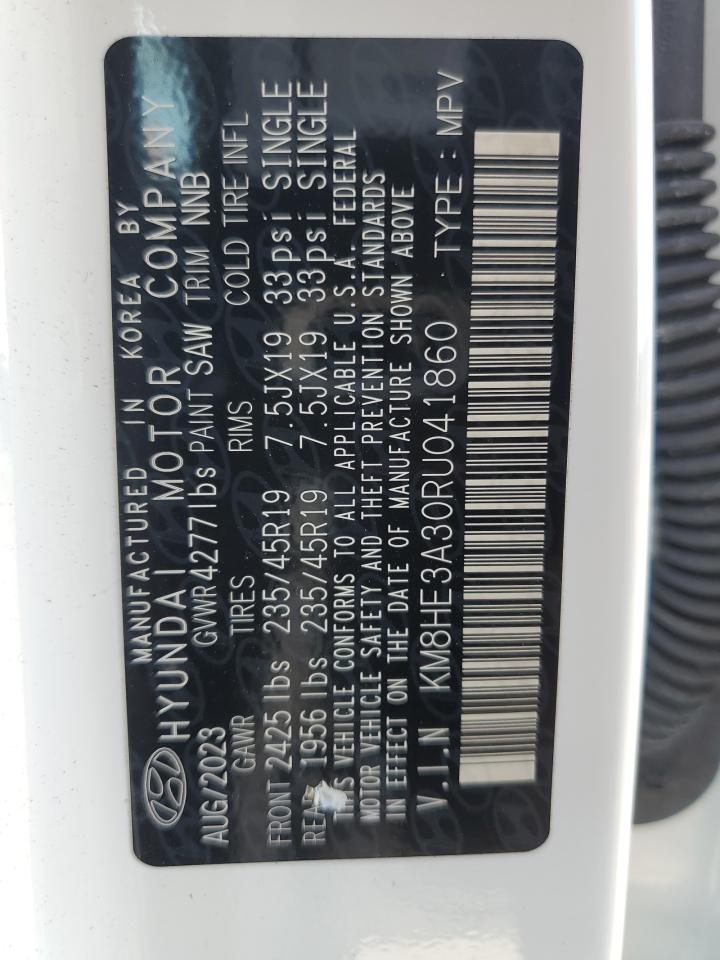 MANUFACTURED IN KOREA BY
HYUNDAI MOTOR COMPANY
AUG/2023 GVWR4277lbs PAINT SAW TRIM NNB
GAWR TIRES RIMS COLD TIRE INFL
FRONT 2425lbs 235/45R19 7.5JX19 33psi SINGLE
REAR 1956lbs 235/45R19 7.5JX19 33psi SINGLE
THIS VEHICLE CONFORMS TO ALL APPLICABLE U.S.A. FEDERAL
MOTOR VEHICLE SAFETY AND THEFT PREVENTION STANDARDS
IN EFFECT ON THE DATE OF MANUFACTURE SHOWN ABOVE
V.I.N KM8HE3A30RU041860 TYPE : MPV